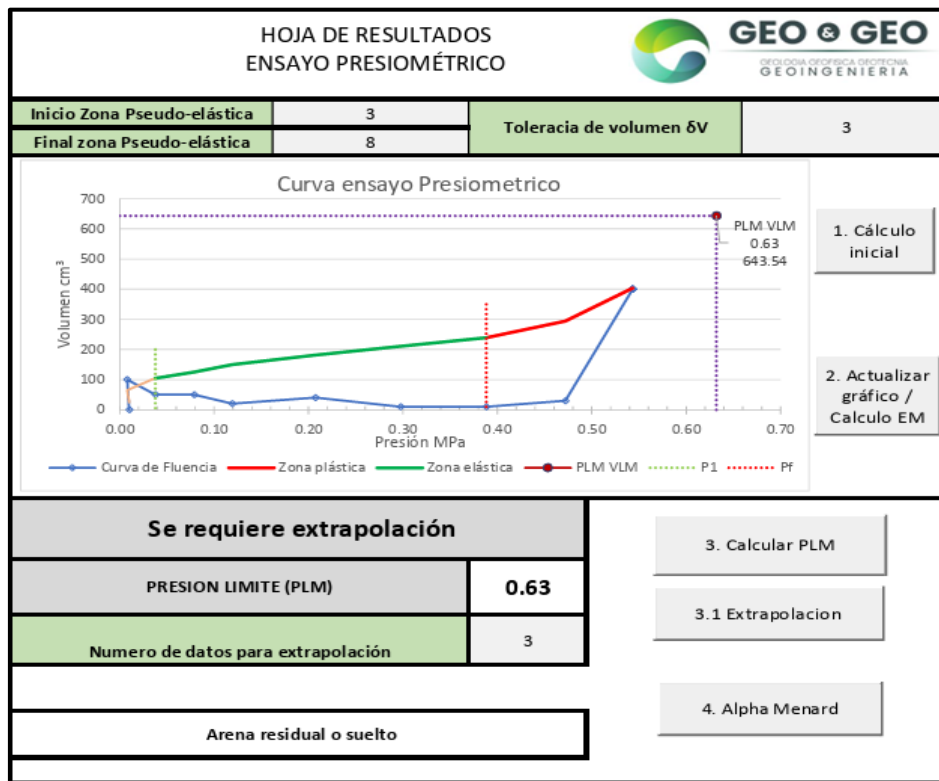 HOJA DE RESULTADOS
ENSAYO PRESIOMÉTRICO
GEO & GEO
GEOLOGIA GEOFISICA GEOTECNIA
GEOINGENIERIA
Inicio Zona Pseudo-elástica 3
Final zona Pseudo-elástica 8
Toleracia de volumen δV 3
Curva ensayo Presiometrico
700
600
500
400
300
200
100
0
Volumen cm³
0.00 0.10 0.20 0.30 0.40 0.50 0.60 0.70
Presión MPa
PLM VLM
0.63
643.54
Curva de Fluencia Zona plástica Zona elástica PLM VLM P1 Pf
1. Cálculo
inicial
2. Actualizar
gráfico /
Calculo EM
Se requiere extrapolación
PRESION LIMITE (PLM) 0.63
Numero de datos para extrapolación 3
3. Calcular PLM
3.1 Extrapolacion
4. Alpha Menard
Arena residual o suelto